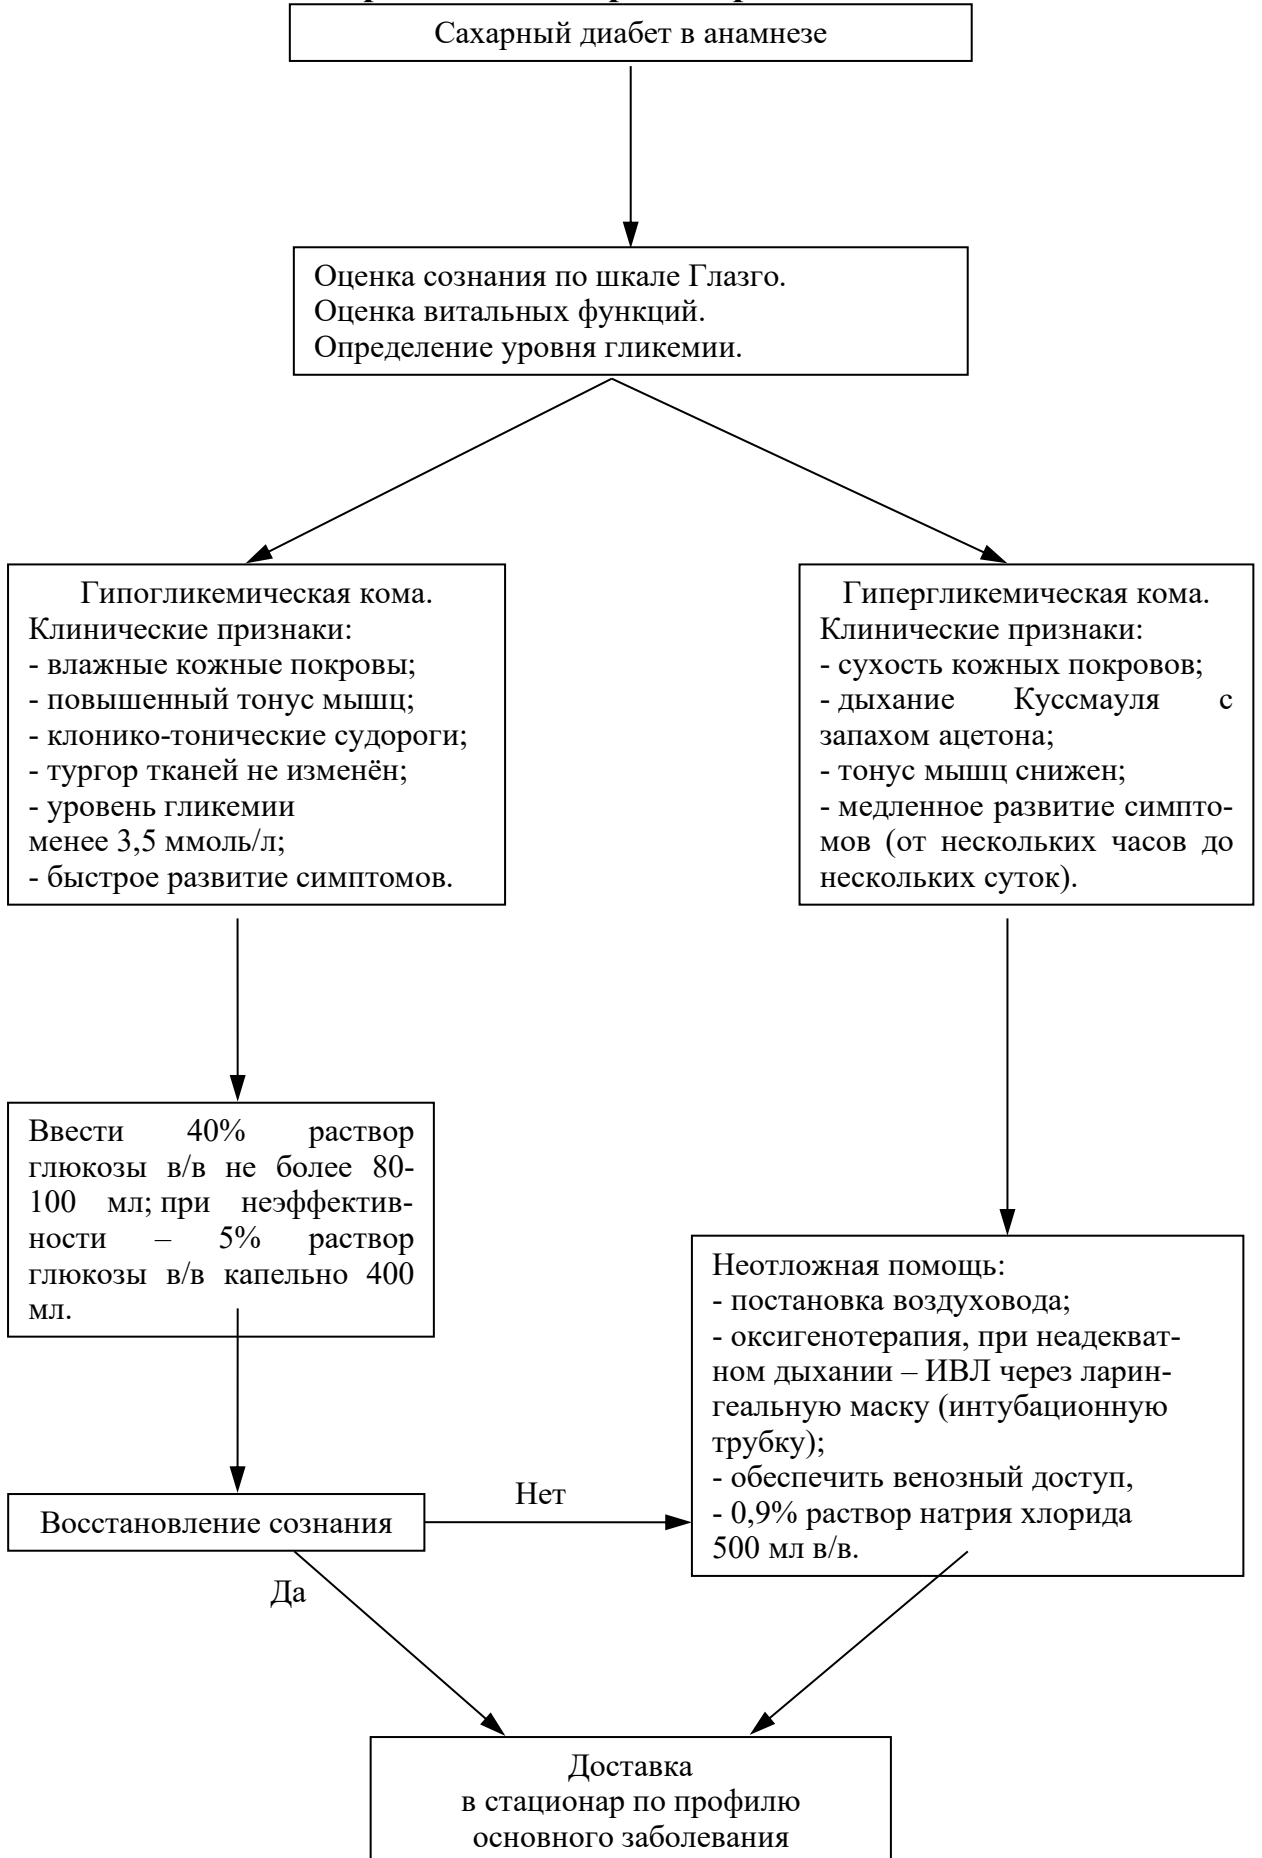 Сахарный диабет в анамнезе
Оценка сознания по шкале Глазго.
Оценка витальных функций.
Определение уровня гликемии.
Гипогликемическая кома.
Клинические признаки:
- влажные кожные покровы;
- повышенный тонус мышц;
- клонико-тонические судороги;
- тургор тканей не изменён;
- уровень гликемии
менее 3,5 ммоль/л;
- быстрое развитие симптомов.
Гипергликемическая кома.
Клинические признаки:
- сухость кожных покровов;
- дыхание Куссмауля с
запахом ацетона;
- тонус мышц снижен;
- медленное развитие симпто-
мов (от нескольких часов до
нескольких суток).
Ввести 40% раствор
глюкозы в/в не более 80-
100 мл; при неэффектив-
ности – 5% раствор
глюкозы в/в капельно 400
мл.
Неотложная помощь:
- постановка воздуховода;
- оксигенотерапия, при неадекват-
ном дыхании – ИВЛ через ларин-
геальную маску (интубационную
трубку);
- обеспечить венозный доступ,
- 0,9% раствор натрия хлорида
500 мл в/в.
Восстановление сознания
Нет
Да
Доставка
в стационар по профилю
основного заболевания